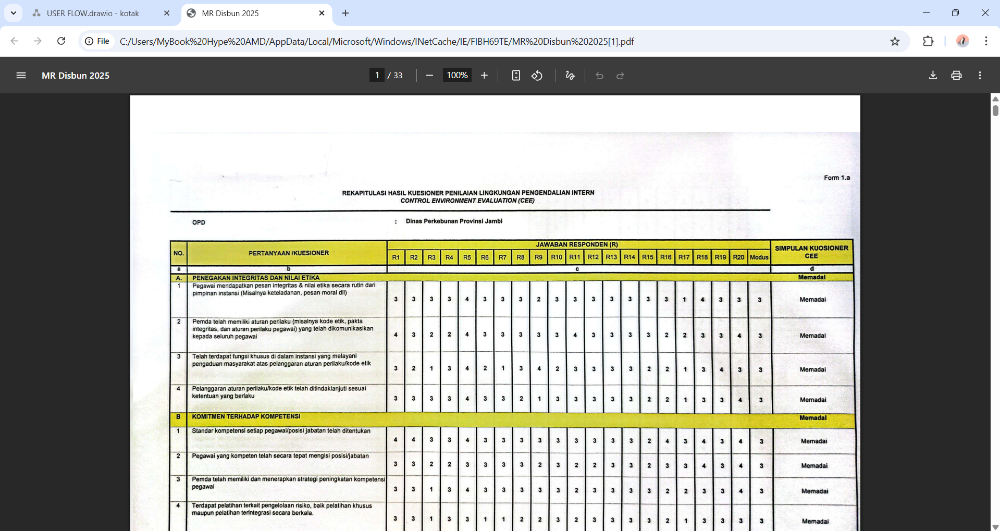 USER FLOW.drawio - kotak
MR Disbun 2025
File
C:/Users/MyBook%20Hype%20AMD/AppData/Local/Microsoft/Windows/INetCache/IE/FIBH69TE/MR%20Disbun%202025[1].pdf
MR Disbun 2025
1 / 33
100%
Form 1.a
REKAPITULASI HASIL KUESIONER PENILAIAN LINGKUNGAN PENGENDALIAN INTERN
CONTROL ENVIRONMENT EVALUATION (CEE)
OPD : Dinas Perkebunan Provinsi Jambi
NO. PERTANYAAN /KUESIONER JAWABAN RESPONDEN (R) SIMPULAN KUOSIONER CEE
R1 R2 R3 R4 R5 R6 R7 R8 R9 R10 R11 R12 R13 R14 R15 R16 R17 R18 R19 R20 Modus
a b c d
A. PENEGAKAN INTEGRITAS DAN NILAI ETIKA Memadai
1 Pegawai mendapatkan pesan integritas & nilai etika secara rutin dari
pimpinan instansi (Misalnya keteladanan, pesan moral dll)
3 3 3 3 4 3 3 3 2 3 3 3 3 3 3 3 1 4 3 3 3 Memadai
2 Pemda telah memiliki aturan perilaku (misalnya kode etik, pakta
integritas, dan aturan perilaku pegawai) yang telah dikomunikasikan
kepada seluruh pegawai
4 3 2 2 4 3 3 3 3 3 4 3 3 3 3 2 2 3 3 4 3 Memadai
3 Telah terdapat fungsi khusus di dalam instansi yang melayani
pengaduan masyarakat atas pelanggaran aturan perilaku/kode etik
3 2 1 3 4 2 1 3 4 2 3 3 3 3 2 2 1 3 4 3 3 Memadai
4 Pelanggaran aturan perilaku/kode etik telah ditindaklanjuti sesuai
ketentuan yang berlaku
3 3 3 3 4 3 3 2 1 3 3 3 3 3 2 2 1 3 3 4 3 Memadai
B KOMITMEN TERHADAP KOMPETENSI Memadai
1 Standar kompetensi setiap pegawai/posisi jabatan telah ditentukan
4 4 3 3 4 3 3 3 3 3 3 3 3 3 2 4 3 4 3 4 3 Memadai
2 Pegawai yang kompeten telah secara tepat mengisi posisi/jabatan
3 3 2 2 3 3 3 3 2 3 2 2 3 3 2 3 3 4 3 4 3 Memadai
3 Pemda telah memiliki dan menerapkan strategi peningkatan kompetensi
pegawai
3 3 1 3 4 3 3 3 3 3 2 3 3 3 3 2 2 3 3 4 3 Memadai
4 Terdapat pelatihan terkait pengelolaan risiko, baik pelatihan khusus
maupun pelatihan terintegrasi secara berkala.
3 3 1 3 3 1 1 2 2 3 2 3 3 3 3 2 1 3 3 3 3 Memadai